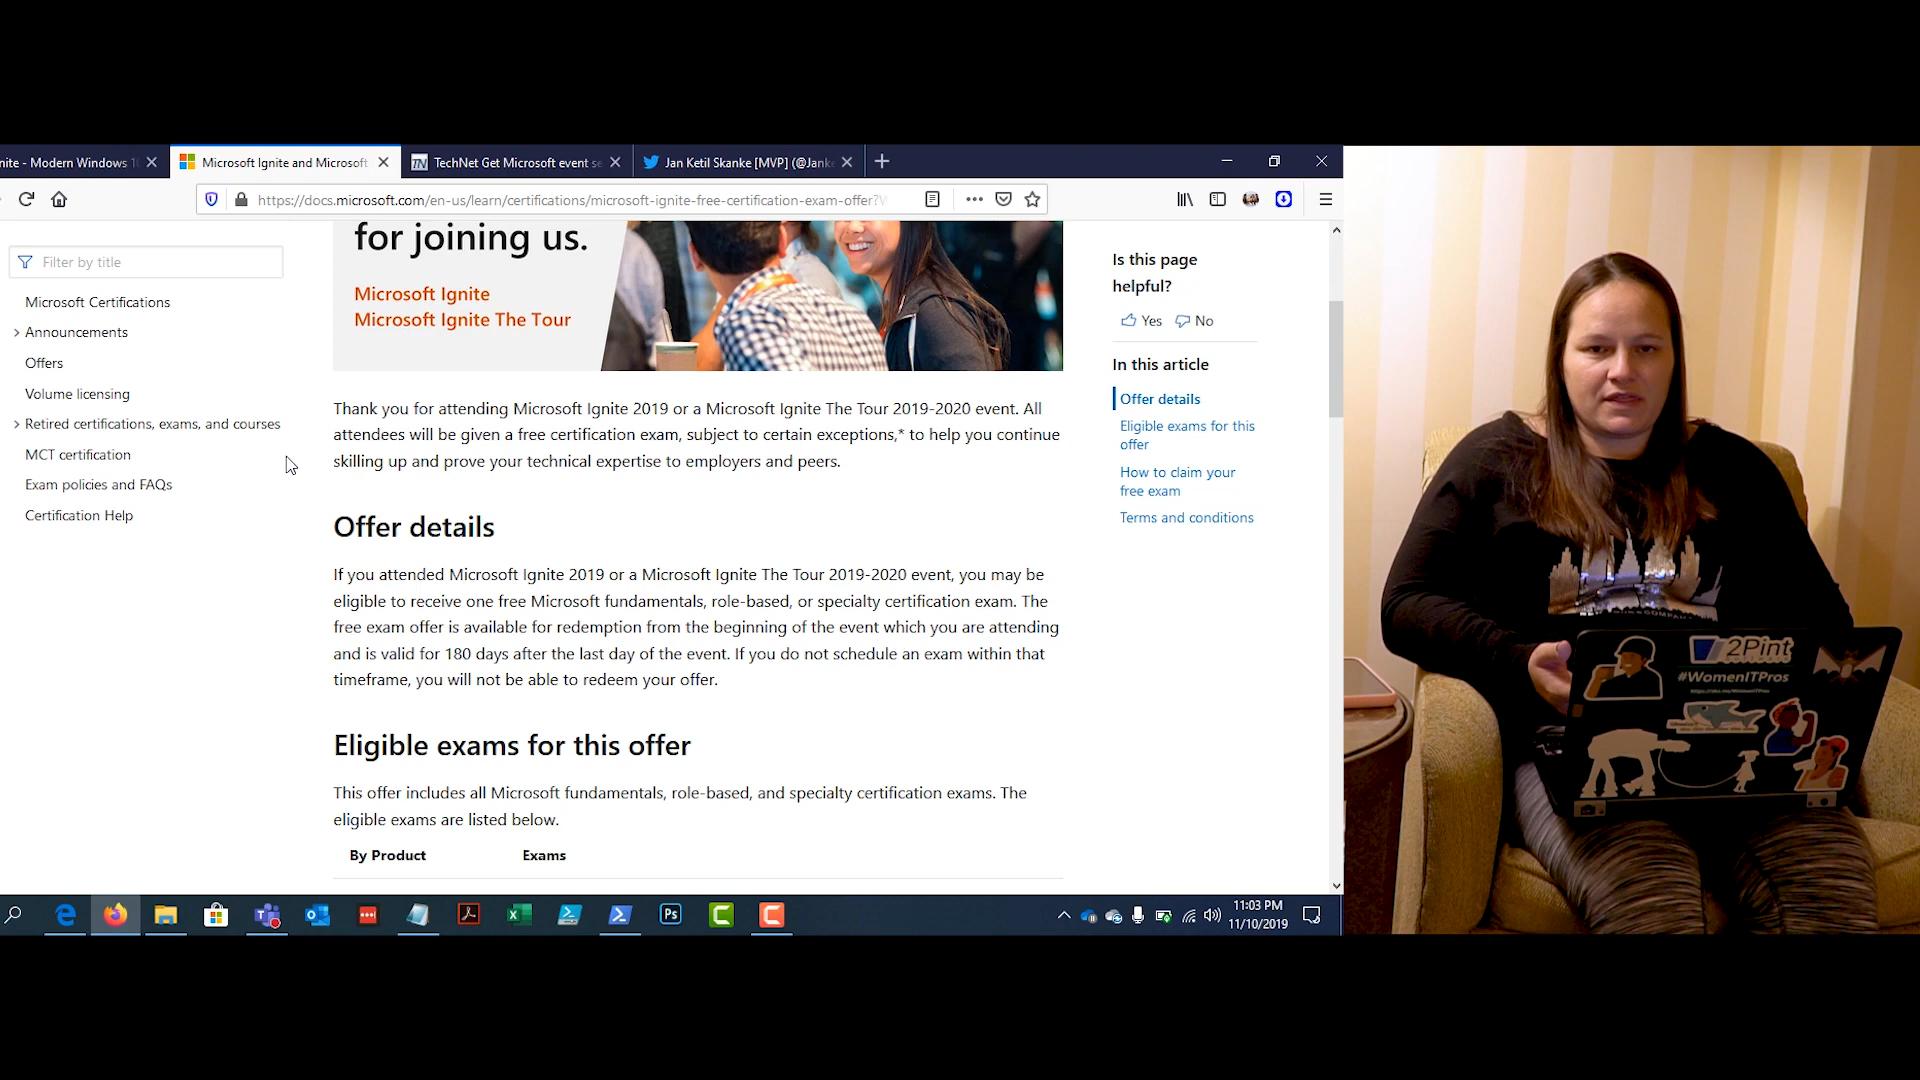 nite - Modern Windows 1
Microsoft Ignite and Microsoft
TN
TechNet Get Microsoft event se
Jan Ketil Skanke [MVP] (@Janke
https://docs.microsoft.com/en-us/learn/certifications/microsoft-ignite-free-certification-exam-offer?
Filter by title
Microsoft Certifications
Announcements
Offers
Volume licensing
Retired certifications, exams, and courses
MCT certification
Exam policies and FAQs
Certification Help
for joining us.
Microsoft Ignite
Microsoft Ignite The Tour
Thank you for attending Microsoft Ignite 2019 or a Microsoft Ignite The Tour 2019-2020 event. All
attendees will be given a free certification exam, subject to certain exceptions,* to help you continue
skilling up and prove your technical expertise to employers and peers.
Offer details
If you attended Microsoft Ignite 2019 or a Microsoft Ignite The Tour 2019-2020 event, you may be
eligible to receive one free Microsoft fundamentals, role-based, or specialty certification exam. The
free exam offer is available for redemption from the beginning of the event which you are attending
and is valid for 180 days after the last day of the event. If you do not schedule an exam within that
timeframe, you will not be able to redeem your offer.
Eligible exams for this offer
This offer includes all Microsoft fundamentals, role-based, and specialty certification exams. The
eligible exams are listed below.
By Product Exams
Is this page
helpful?
Yes No
In this article
Offer details
Eligible exams for this
offer
How to claim your
free exam
Terms and conditions
Ps
11:03 PM
11/10/2019
2Pint
#WomenITPros